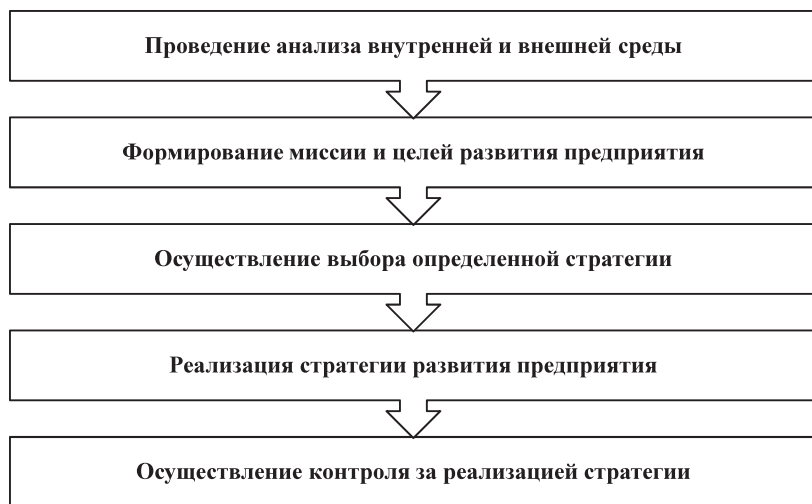 Проведение анализа внутренней и внешней среды
Формирование миссии и целей развития предприятия
Осуществление выбора определенной стратегии
Реализация стратегии развития предприятия
Осуществление контроля за реализацией стратегии